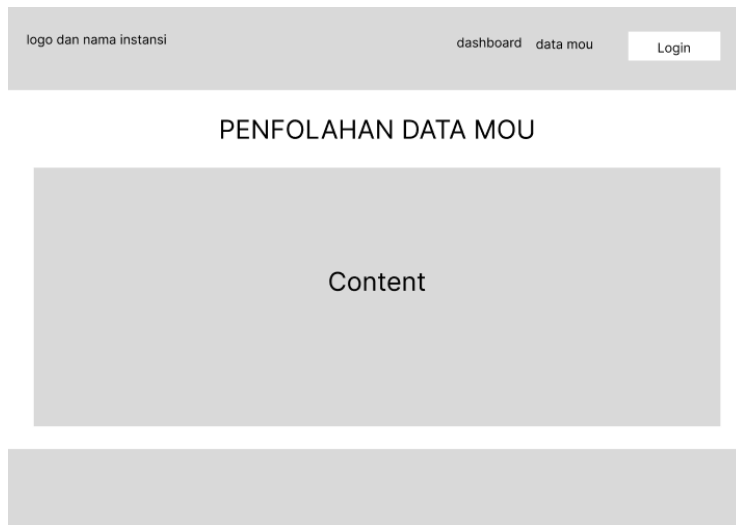 logo dan nama instansi
dashboard data mou Login
PENFOLAHAN DATA MOU
Content